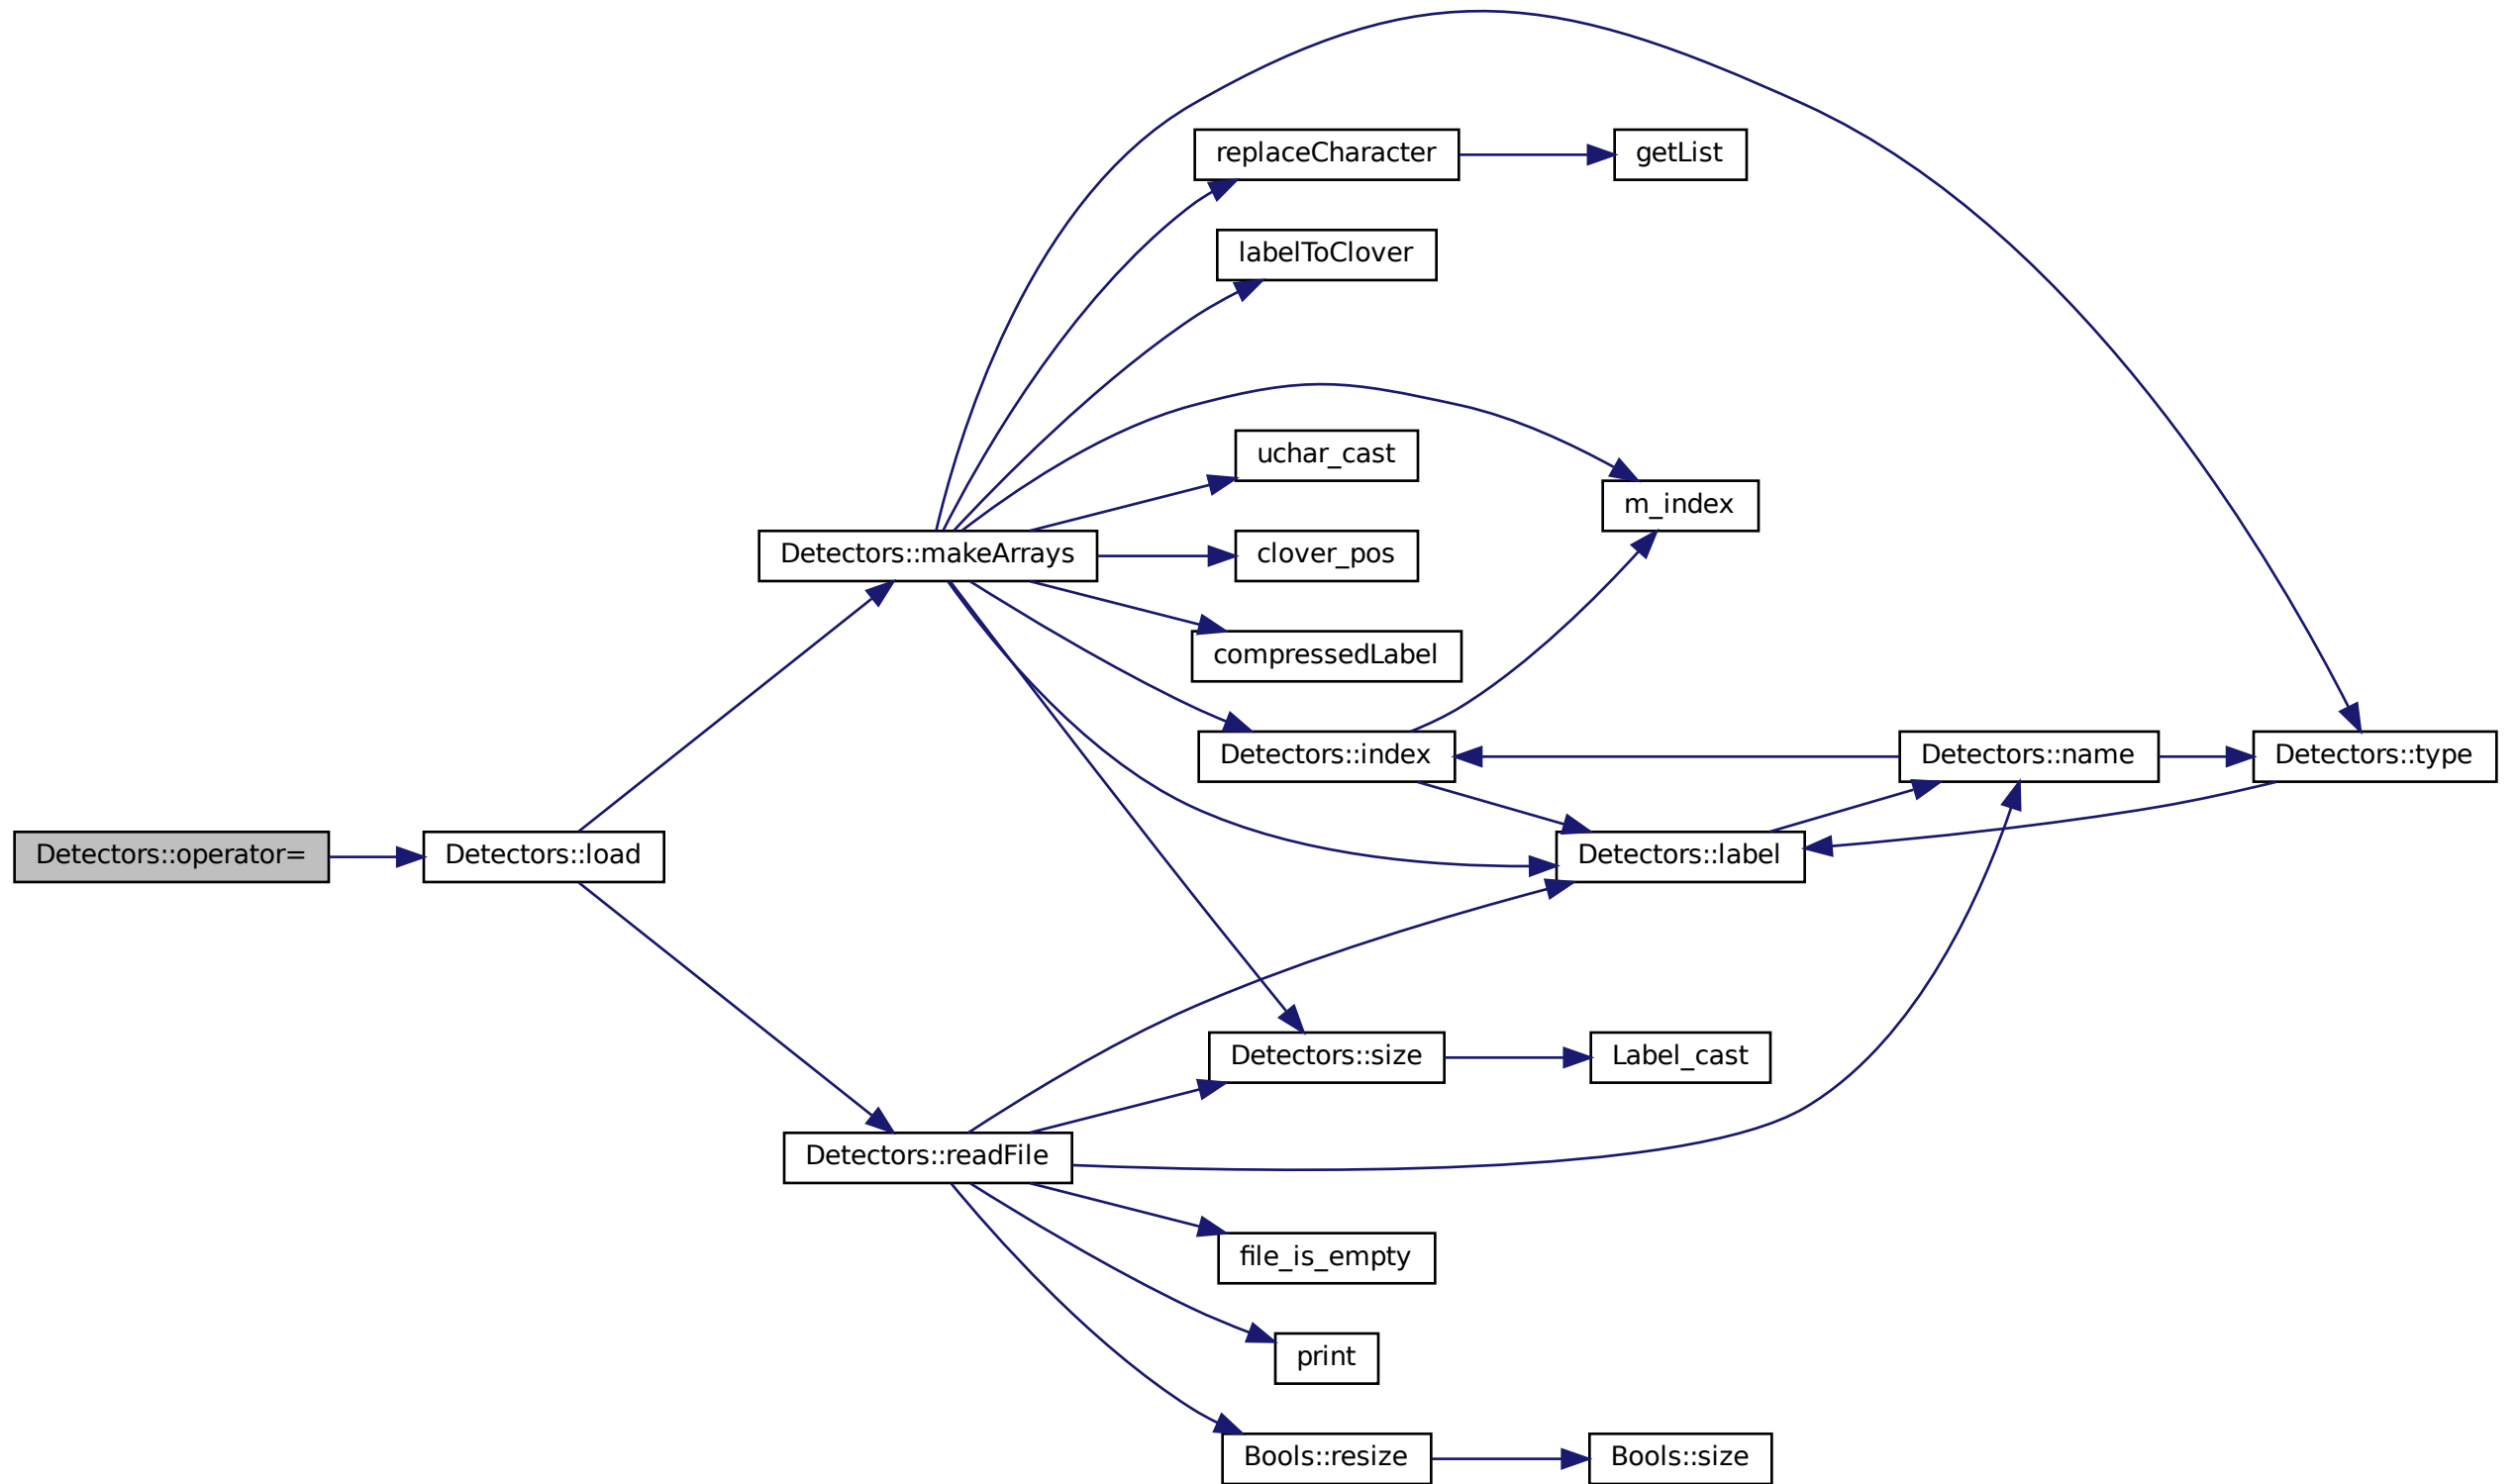 replaceCharacter
getList
labelToClover
uchar_cast
m_index
Detectors::makeArrays
clover_pos
compressedLabel
Detectors::index
Detectors::name
Detectors::type
Detectors::operator=
Detectors::load
Detectors::label
Detectors::size
Label_cast
Detectors::readFile
file_is_empty
print
Bools::resize
Bools::size